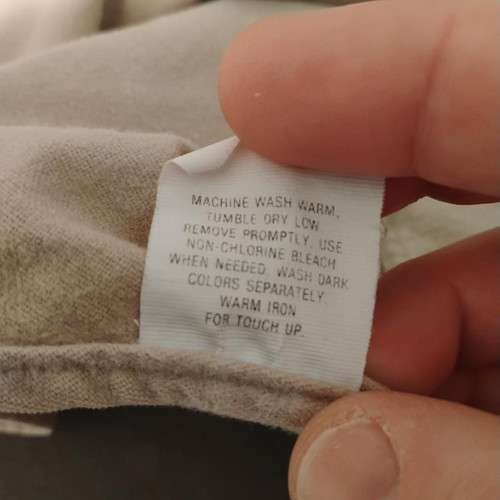 MACHINE WASH WARM,
TUMBLE DRY LOW
REMOVE PROMPTLY. USE
NON-CHLORINE BLEACH
WHEN NEEDED. WASH DARK
COLORS SEPARATELY.
WARM IRON
FOR TOUCH UP.